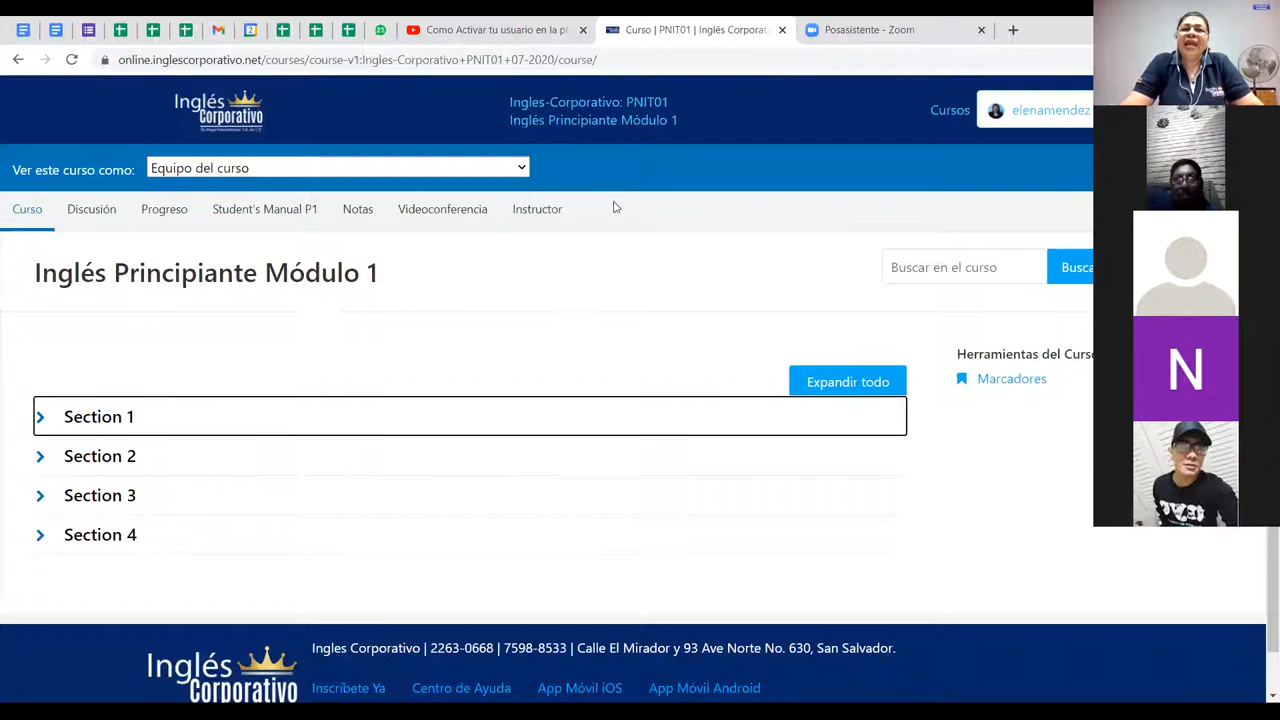 Como Activar tu usuario en la pl
Curso | PNIT01 | Inglés Corporat
Posasistente - Zoom
online.inglescorporativo.net/courses/course-v1:Ingles-Corporativo+PNIT01+07-2020/course/
Inglés
Corporativo
Ingles-Corporativo: PNIT01
Inglés Principiante Módulo 1
Cursos
elenamendez
Ver este curso como:
Equipo del curso
Curso
Discusión
Progreso
Student's Manual P1
Notas
Videoconferencia
Instructor
Inglés Principiante Módulo 1
Buscar en el curso
Busca
Herramientas del Curso
Marcadores
Expandir todo
Section 1
Section 2
Section 3
Section 4
N
Inglés
Corporativo
Ingles Corporativo | 2263-0668 | 7598-8533 | Calle El Mirador y 93 Ave Norte No. 630, San Salvador.
Inscríbete Ya
Centro de Ayuda
App Móvil iOS
App Móvil Android